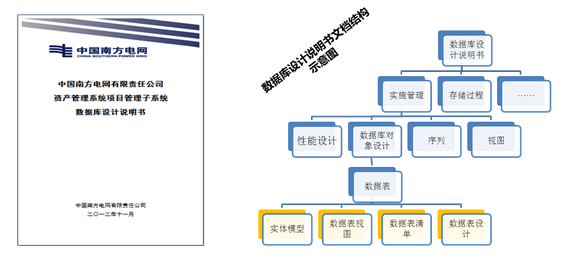 中国南方电网
CHINA SOUTHERN POWER GRID
中国南方电网有限责任公司
资产管理系统项目管理子系统
数据库设计说明书
中国南方电网有限责任公司
二〇一二年十一月
数据库设计说明书文档结构
示意图
数据库设
计说明书
实施管理
存储过程
……
性能设计
数据库对
象设计
序列
视图
数据表
实体模型
数据表视
图
数据表清
单
数据表设
计